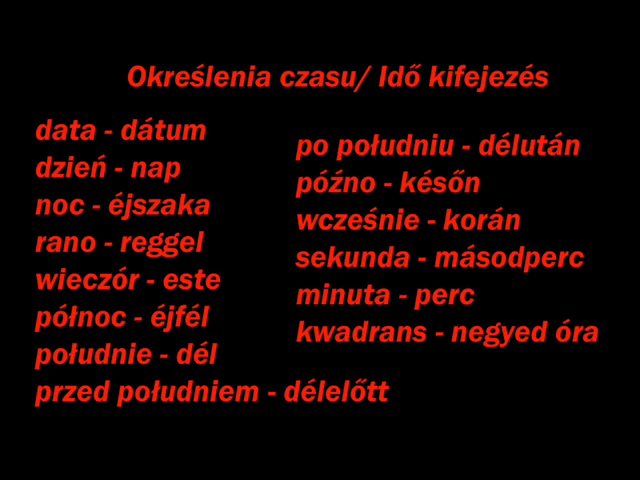 Określenia czasu/ Idő kifejezés
data - dátum
dzień - nap
noc - éjszaka
rano - reggel
wieczór - este
północ - éjfél
południe - dél
przed południem - délelőtt
po południu - délután
późno - későn
wcześnie - korán
sekunda - másodperc
minuta - perc
kwadrans - negyed óra